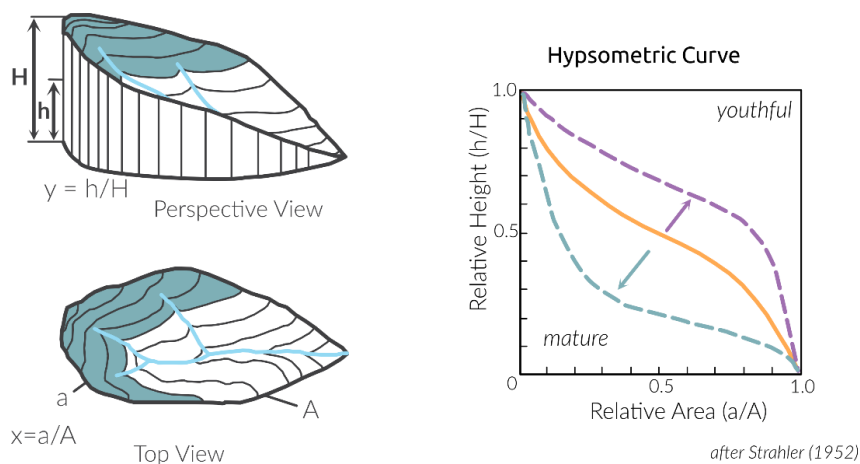 H
h
y = h/H
Perspective View
a
A
x=a/A
Top View
Hypsometric Curve
Relative Height (h/H)
1.0
0.5
0
0.5
1.0
youthful
mature
Relative Area (a/A)
after Strahler (1952)